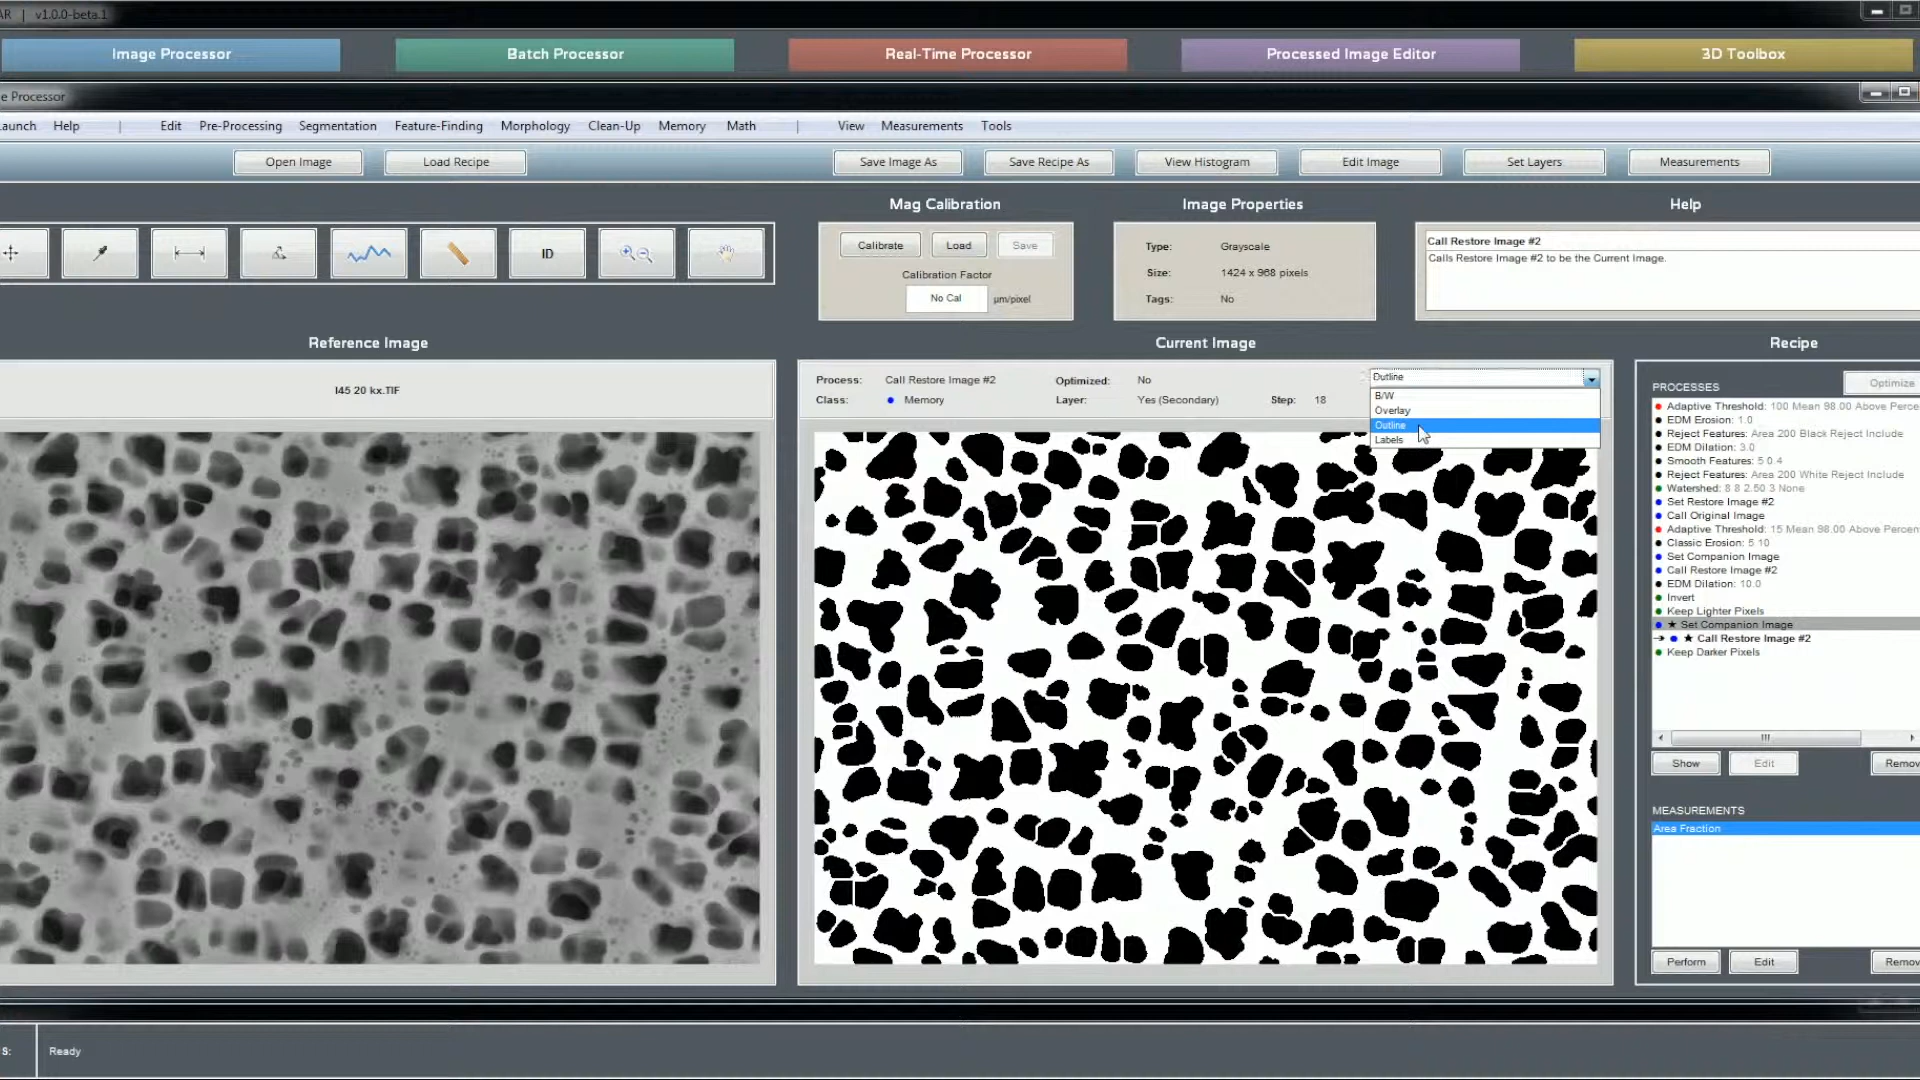 AR | v1.0.0-beta.1
Image Processor
Batch Processor
Real-Time Processor
Processed Image Editor
3D Toolbox
e Processor
Launch Help | Edit Pre-Processing Segmentation Feature-Finding Morphology Clean-Up Memory Math | View Measurements Tools
Open Image
Load Recipe
Save Image As
Save Recipe As
View Histogram
Edit Image
Set Layers
Measurements
ID
Mag Calibration
Calibrate
Load
Save
Calibration Factor
No Cal µm/pixel
Image Properties
Type: Grayscale
Size: 1424 x 968 pixels
Tags: No
Help
Call Restore Image #2
Calls Restore Image #2 to be the Current Image.
Reference Image
I45 20 kx.TIF
Current Image
Process: Call Restore Image #2 Optimized: No
Class: Memory Layer: Yes (Secondary) Step: 18
Outline
B/W
Overlay
Outline
Labels
Recipe
PROCESSES
Optimize
Adaptive Threshold: 100 Mean 98.00 Above Perce
EDM Erosion: 1.0
Reject Features: Area 200 Black Reject Include
EDM Dilation: 3.0
Smooth Features: 5 0.4
Reject Features: Area 200 White Reject Include
Watershed: 8 8 2.50 3 None
Set Restore Image #2
Call Original Image
Adaptive Threshold: 15 Mean 98.00 Above Percen
Classic Erosion: 5 10
Set Companion Image
Call Restore Image #2
EDM Dilation: 10.0
Invert
Keep Lighter Pixels
★ Set Companion Image
★ Call Restore Image #2
Keep Darker Pixels
Show
Edit
Remov
MEASUREMENTS
Area Fraction
Perform
Edit
Remov
S:
Ready